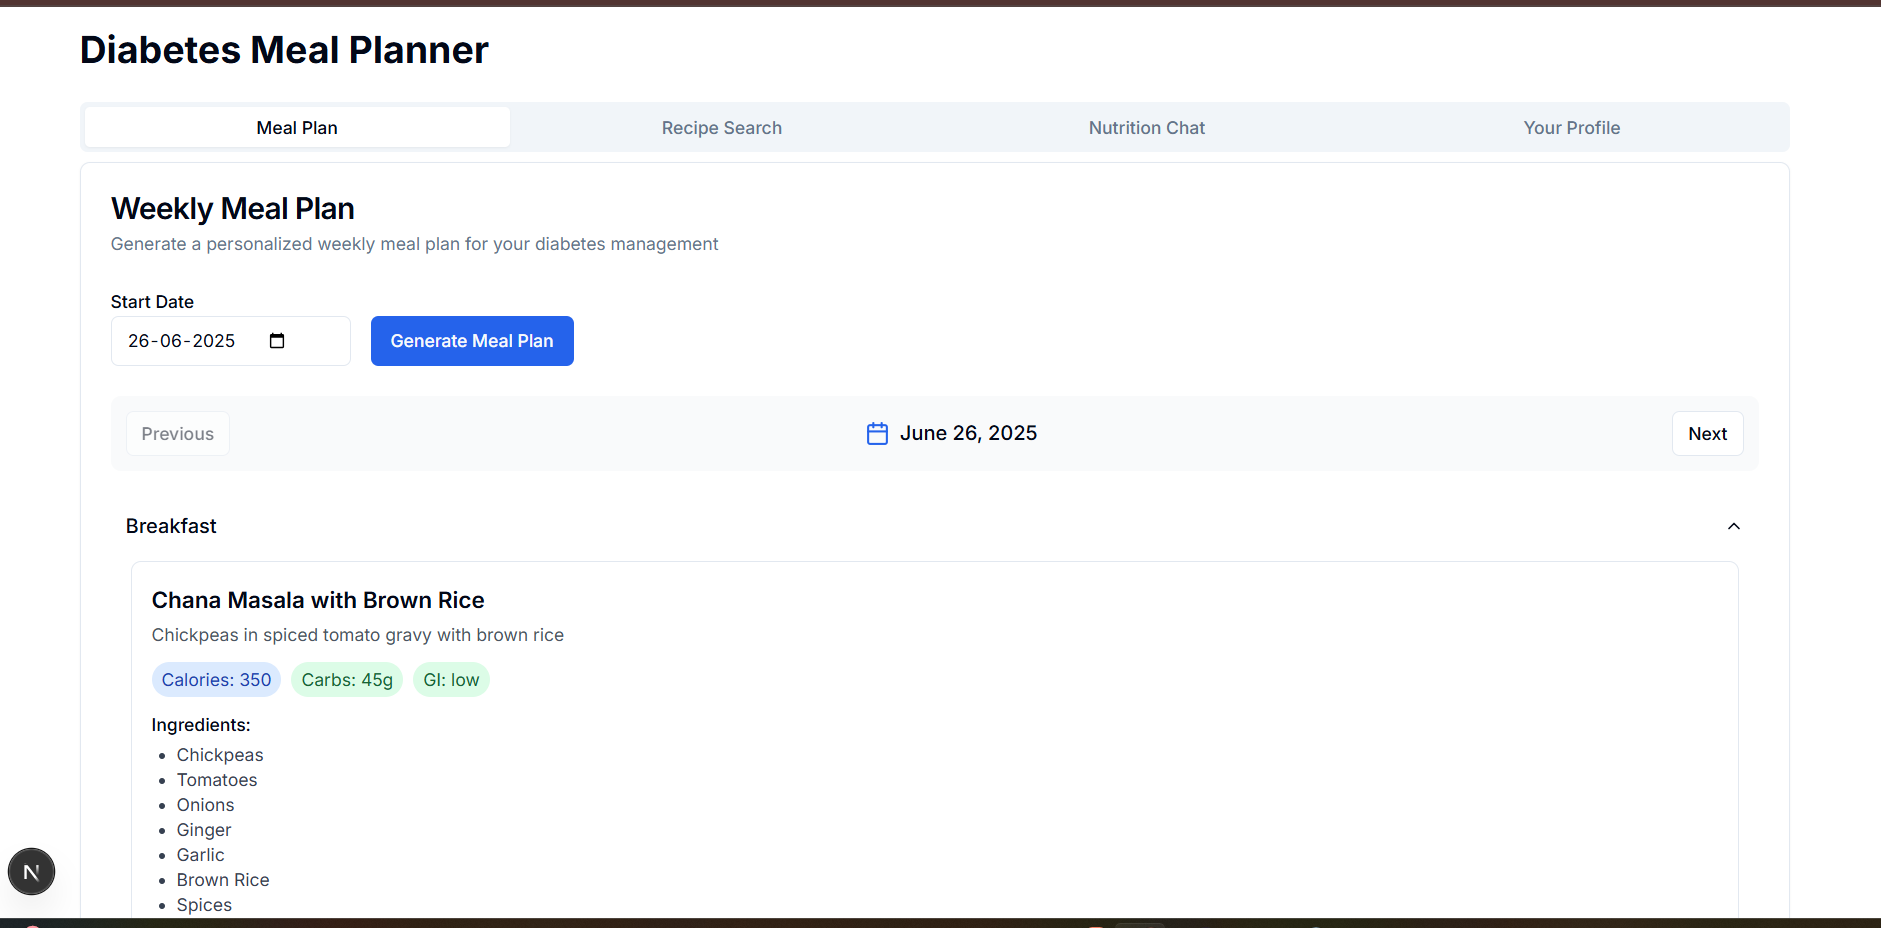 Diabetes Meal Planner
Meal Plan Recipe Search Nutrition Chat Your Profile
Weekly Meal Plan
Generate a personalized weekly meal plan for your diabetes management
Start Date
26-06-2025 Generate Meal Plan
Previous June 26, 2025 Next
Breakfast
Chana Masala with Brown Rice
Chickpeas in spiced tomato gravy with brown rice
Calories: 350 Carbs: 45g GI: low
Ingredients:
• Chickpeas
• Tomatoes
• Onions
• Ginger
• Garlic
• Brown Rice
• Spices
N